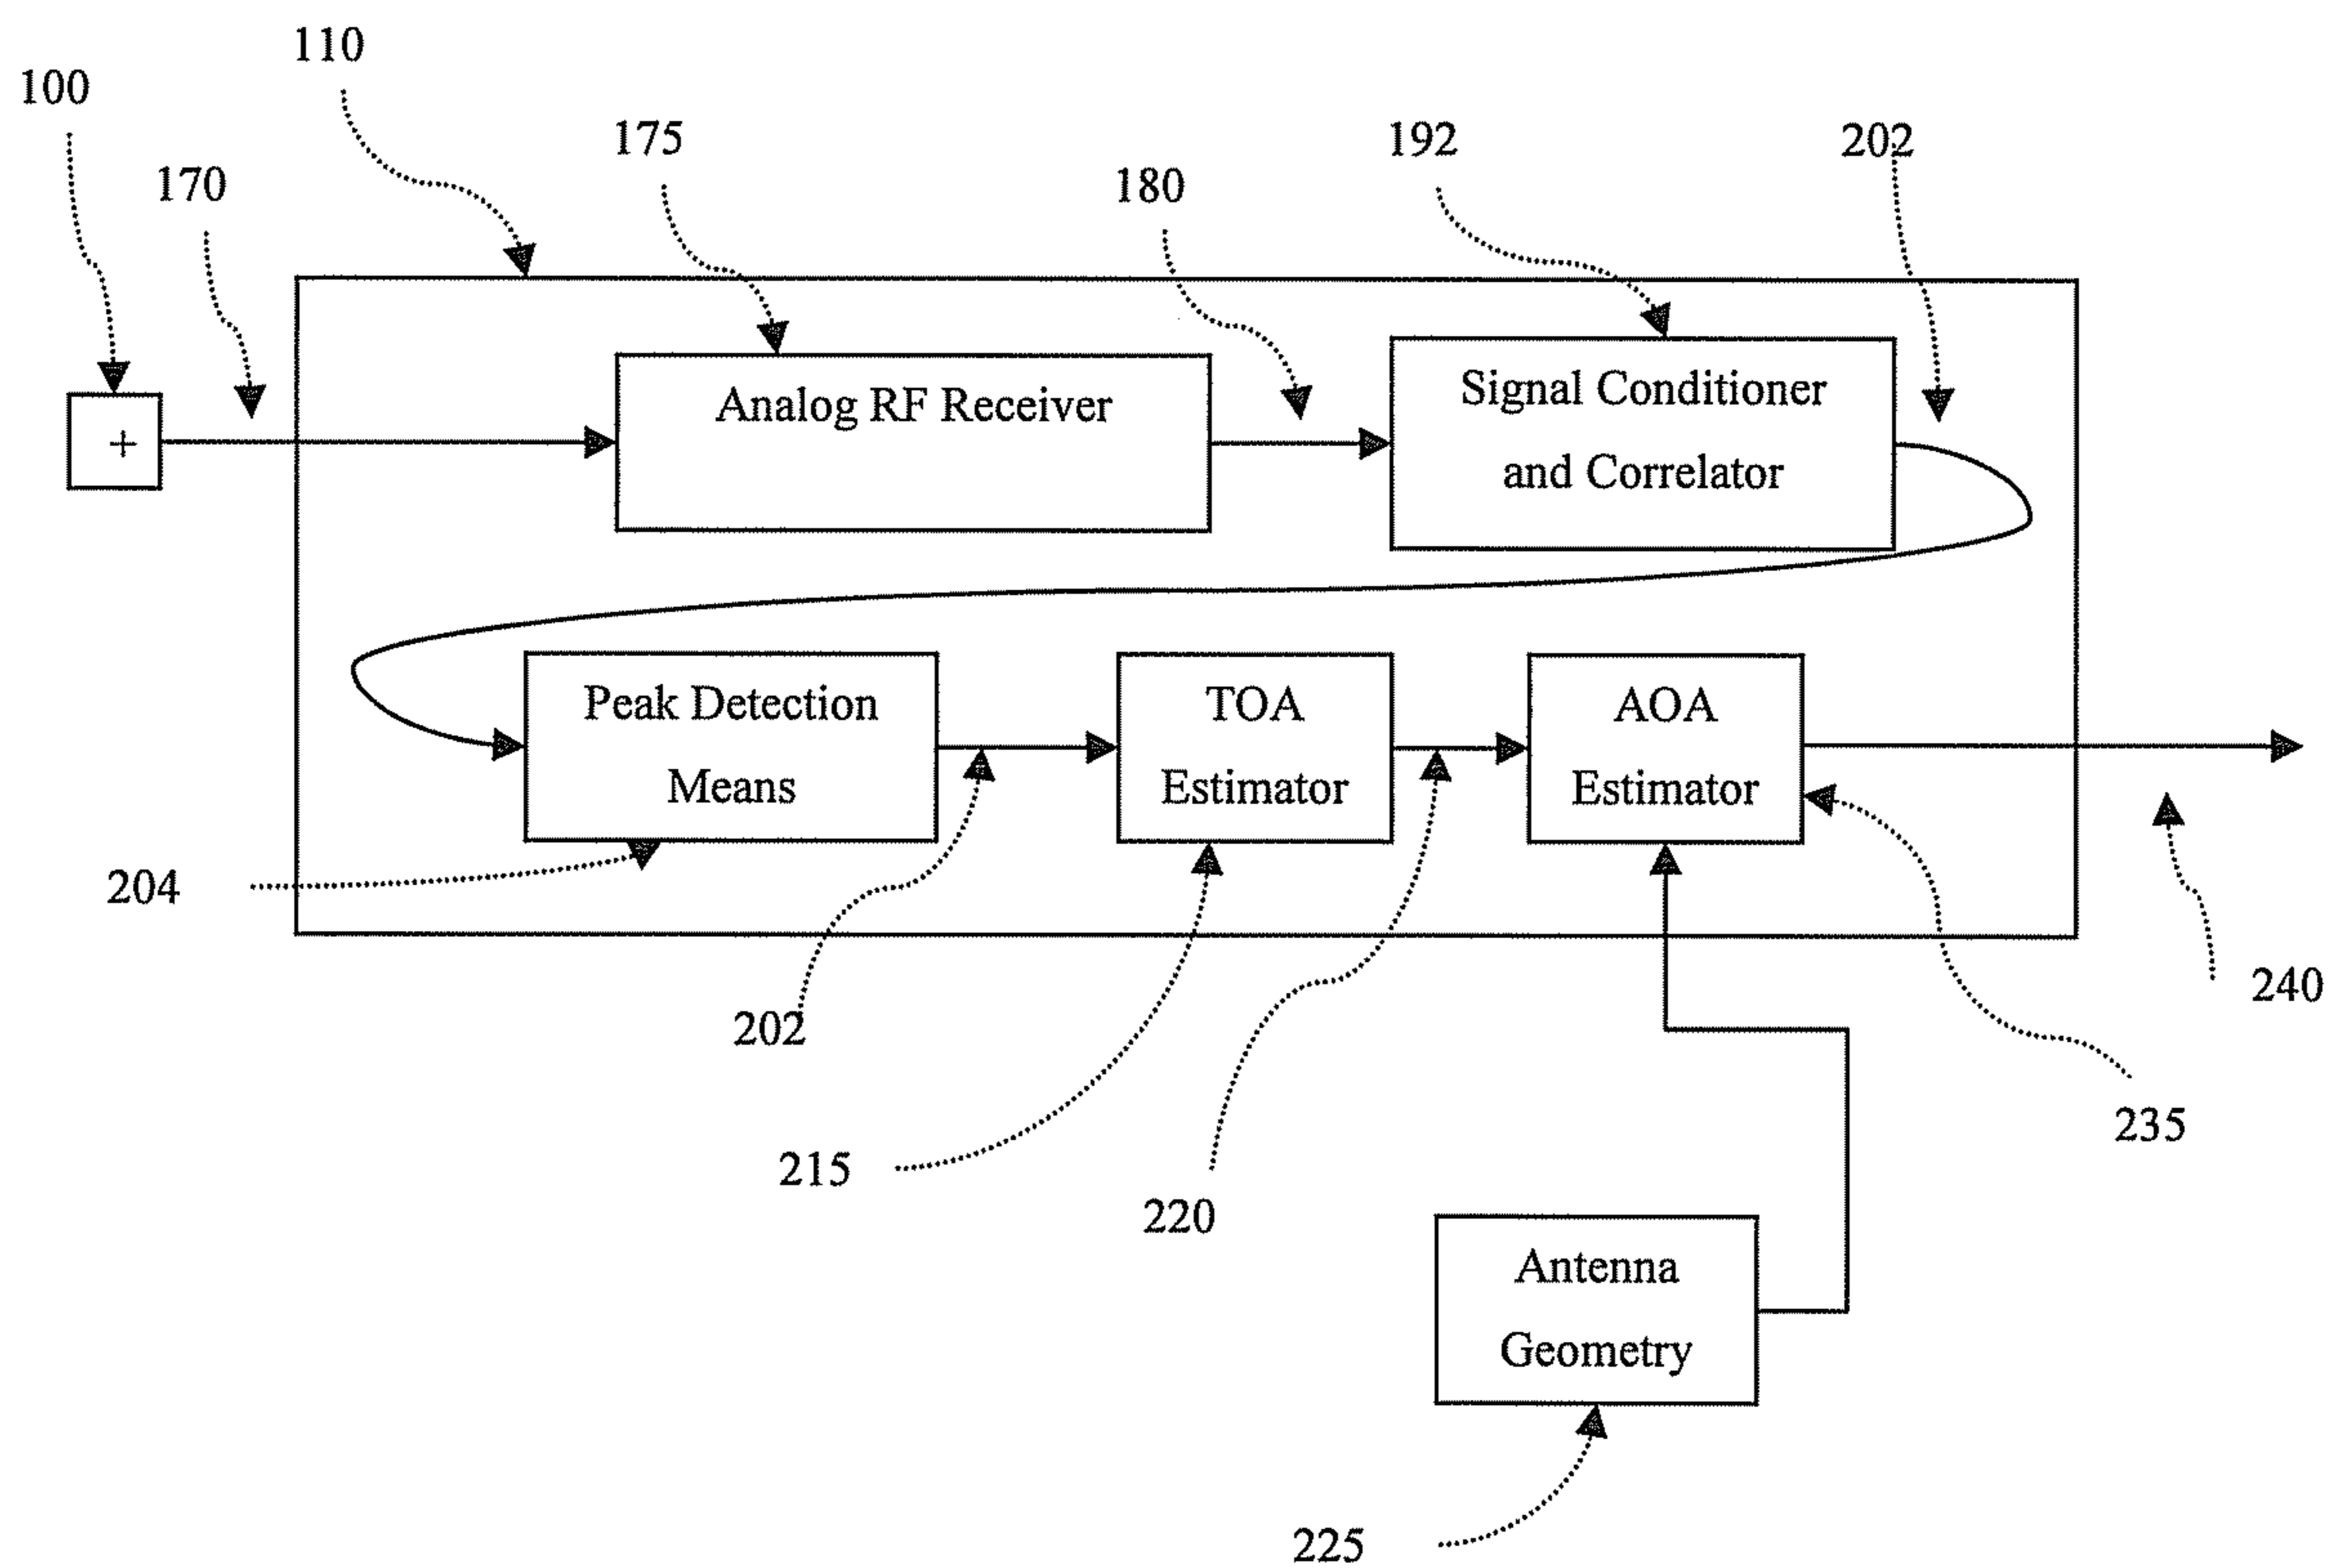 110
100
175
192
202
170
180
+
Analog RF Receiver
Signal Conditioner
and Correlator
Peak Detection
Means
TOA
Estimator
AOA
Estimator
204
202
240
235
215
220
Antenna
Geometry
225